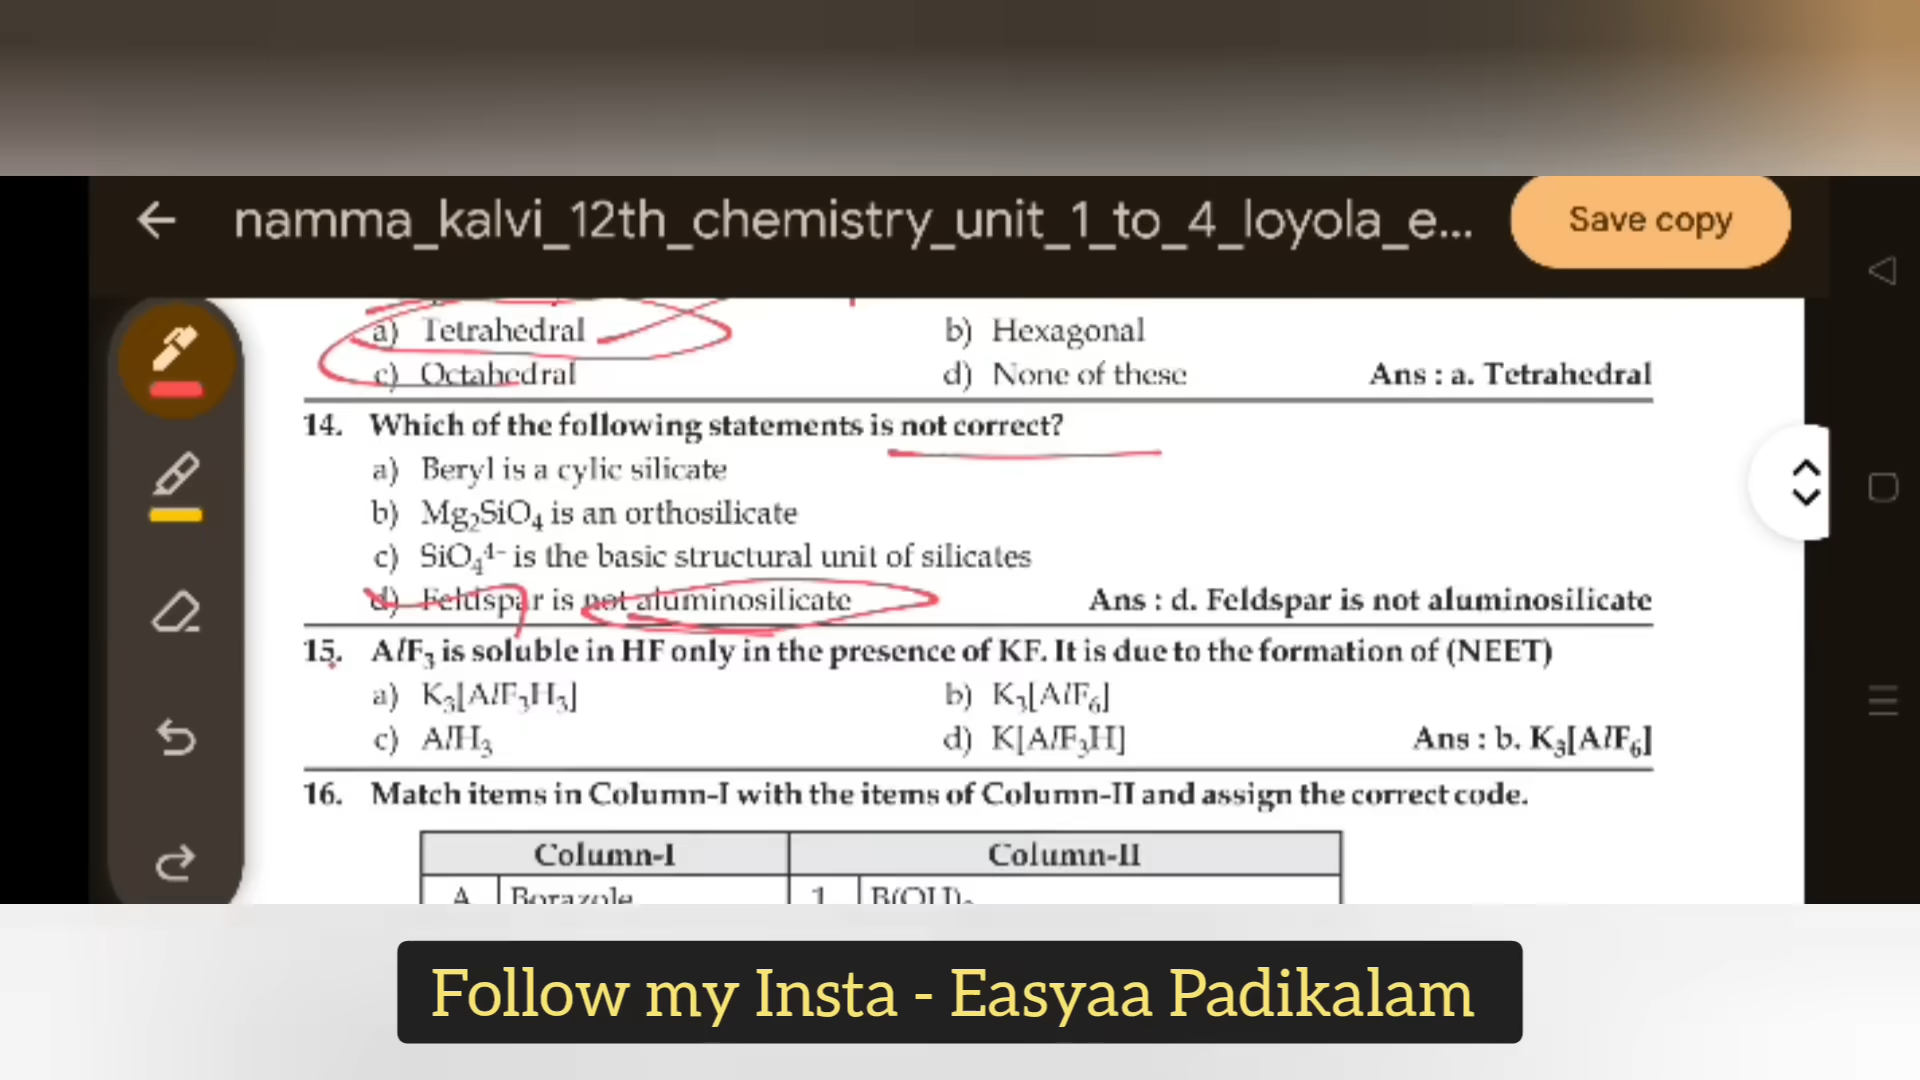 namma_kalvi_12th_chemistry_unit_1_to_4_loyola_e...
Save copy
a) Tetrahedral b) Hexagonal
c) Octahedral d) None of these Ans : a. Tetrahedral
14. Which of the following statements is not correct?
a) Beryl is a cylic silicate
b) Mg₂SiO₄ is an orthosilicate
c) SiO₄⁴⁻ is the basic structural unit of silicates
d) Feldspar is not aluminosilicate Ans : d. Feldspar is not aluminosilicate
15. AlF₃ is soluble in HF only in the presence of KF. It is due to the formation of (NEET)
a) K₃[AlF₃H₃] b) K₃[AlF₆]
c) AlH₃ d) K[AlF₃H] Ans : b. K₃[AlF₆]
16. Match items in Column-I with the items of Column-II and assign the correct code.
Column-I Column-II
A Borazole 1 B(OH)₃
Follow my Insta - Easyaa Padikalam